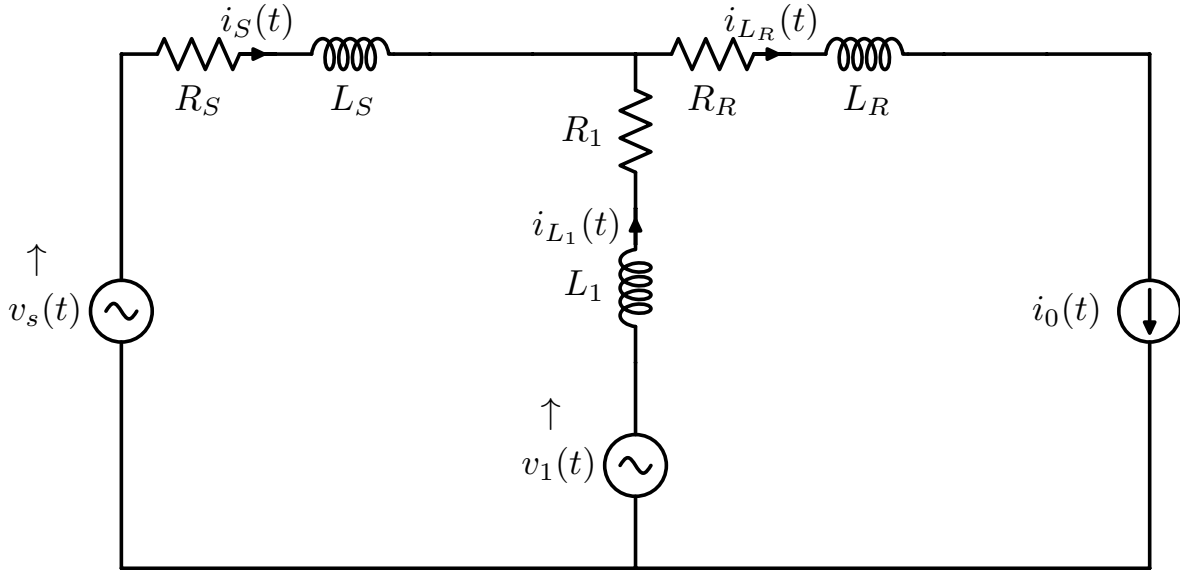 i_S(t)
i_{L_R}(t)
R_S
L_S
R_R
L_R
R_1
i_{L_1}(t)
↑
L_1
v_s(t)
i_0(t)
↑
v_1(t)